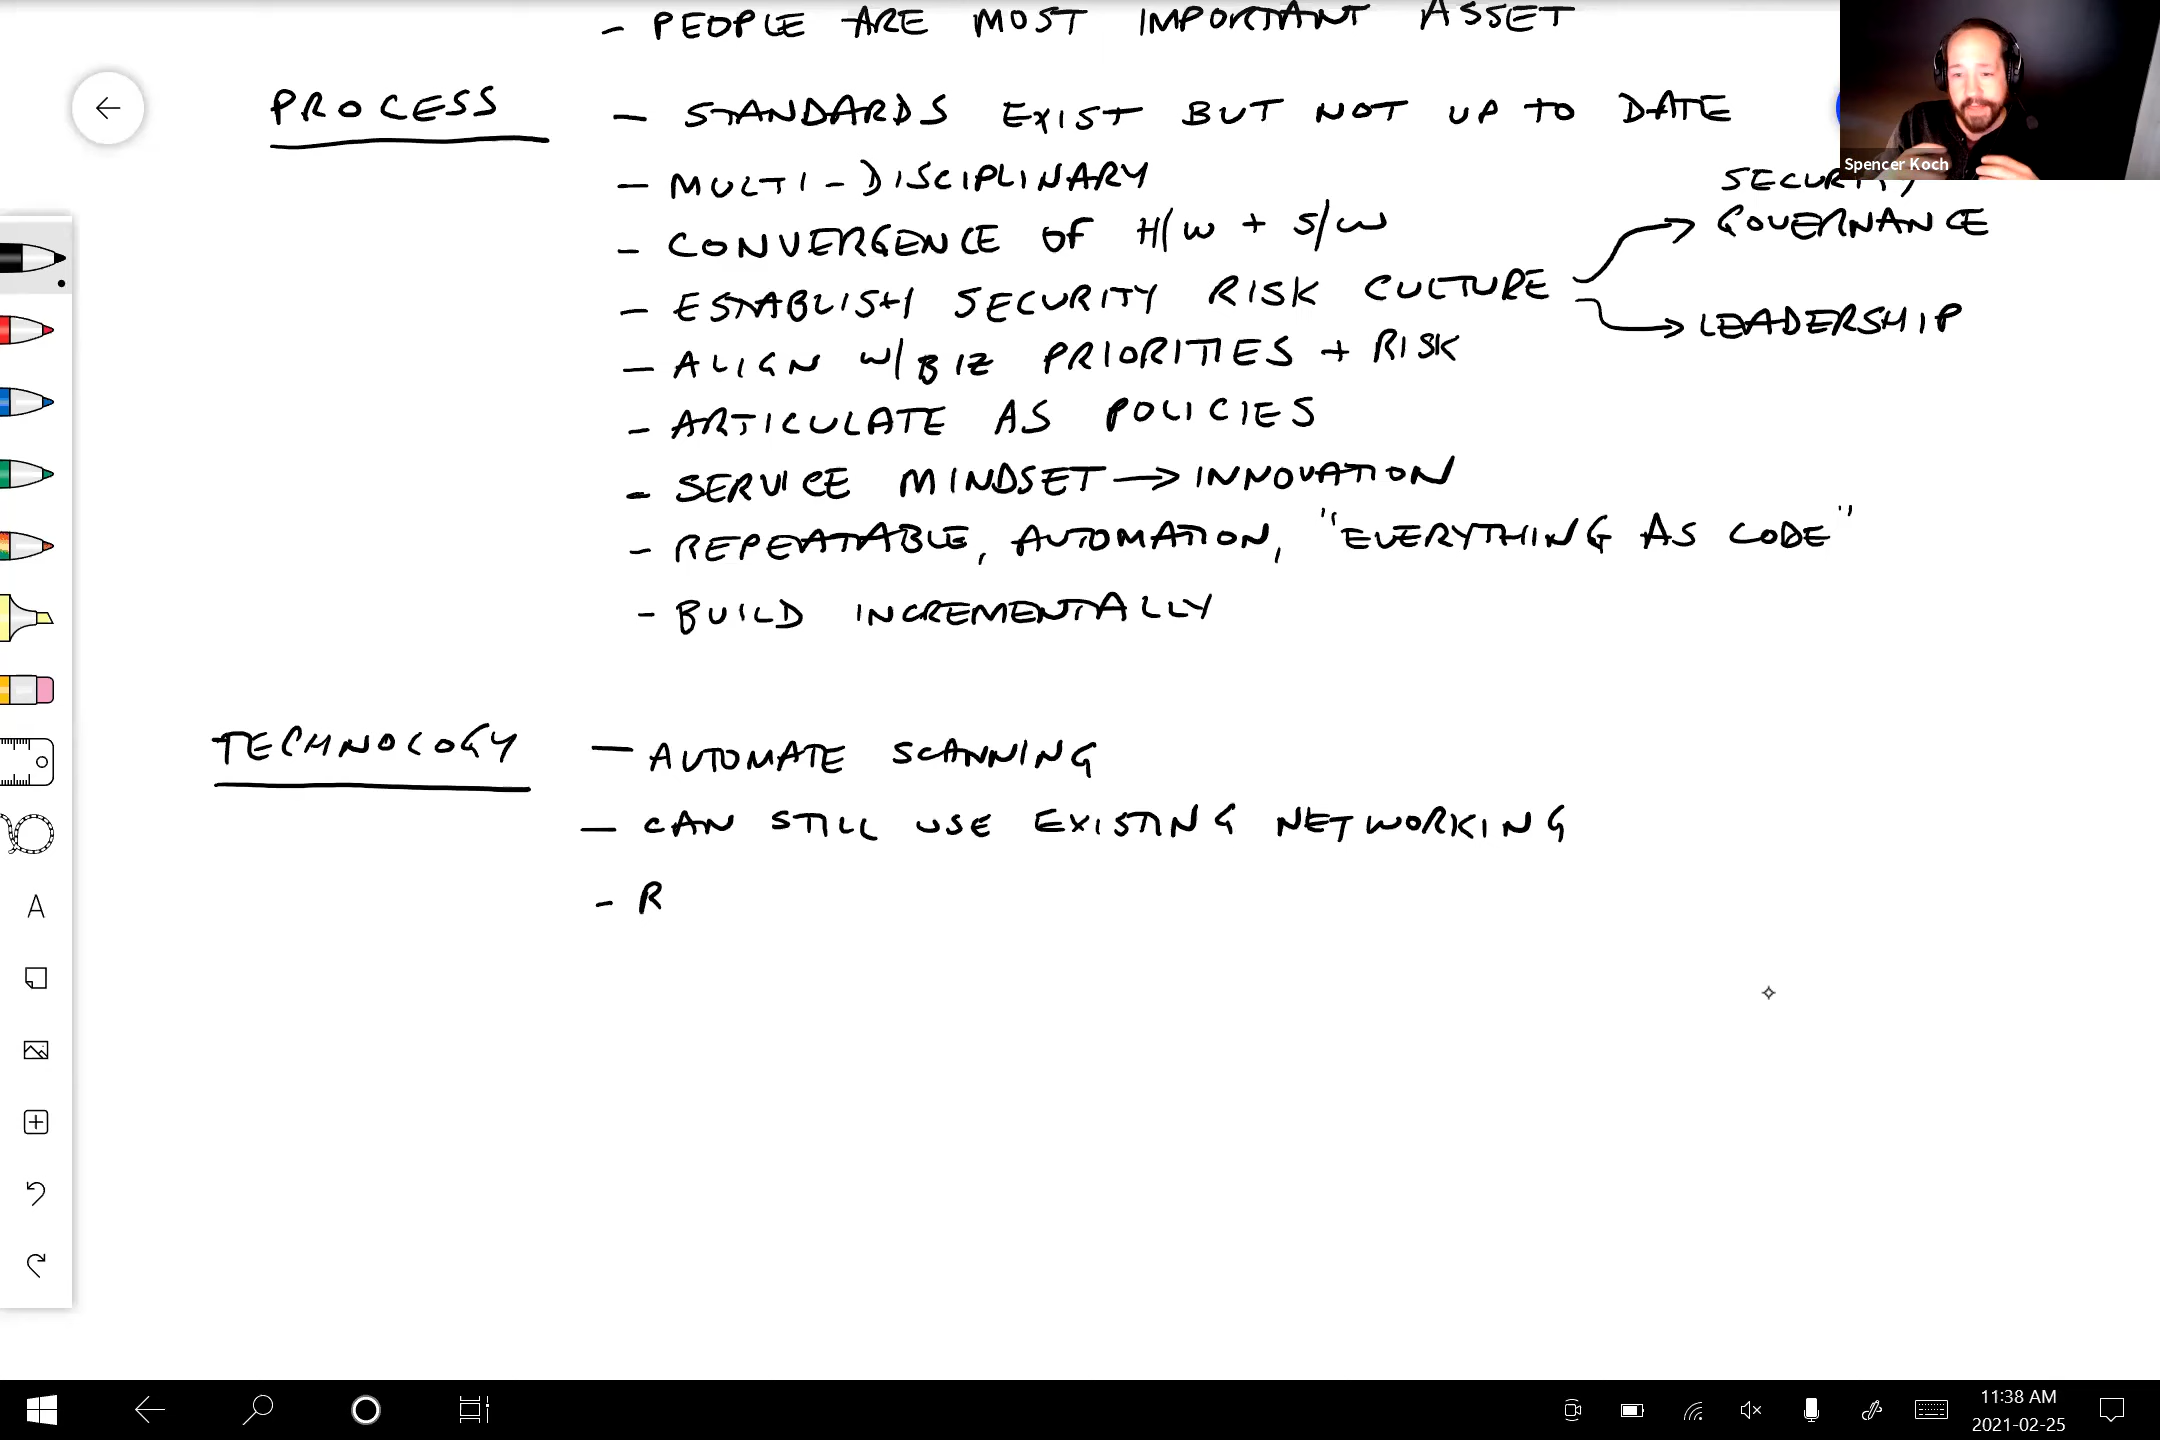 - PEOPLE ARE MOST IMPORTANT ASSET
PROCESS - STANDARDS EXIST BUT NOT UP TO DATE
Spencer Koch
- MULTI-DISCIPLINARY
SECURITY
- CONVERGENCE OF H/W + S/W
GOVERNANCE
- ESTABLISH SECURITY RISK CULTURE
→ LEADERSHIP
- ALIGN W/BIZ PRIORITIES + RISK
- ARTICULATE AS POLICIES
- SERVICE MINDSET → INNOVATION
- REPEATABLE, AUTOMATION, "EVERYTHING AS CODE"
- BUILD INCREMENTALLY
TECHNOLOGY - AUTOMATE SCANNING
- CAN STILL USE EXISTING NETWORKING
- R
A
11:38 AM
2021-02-25